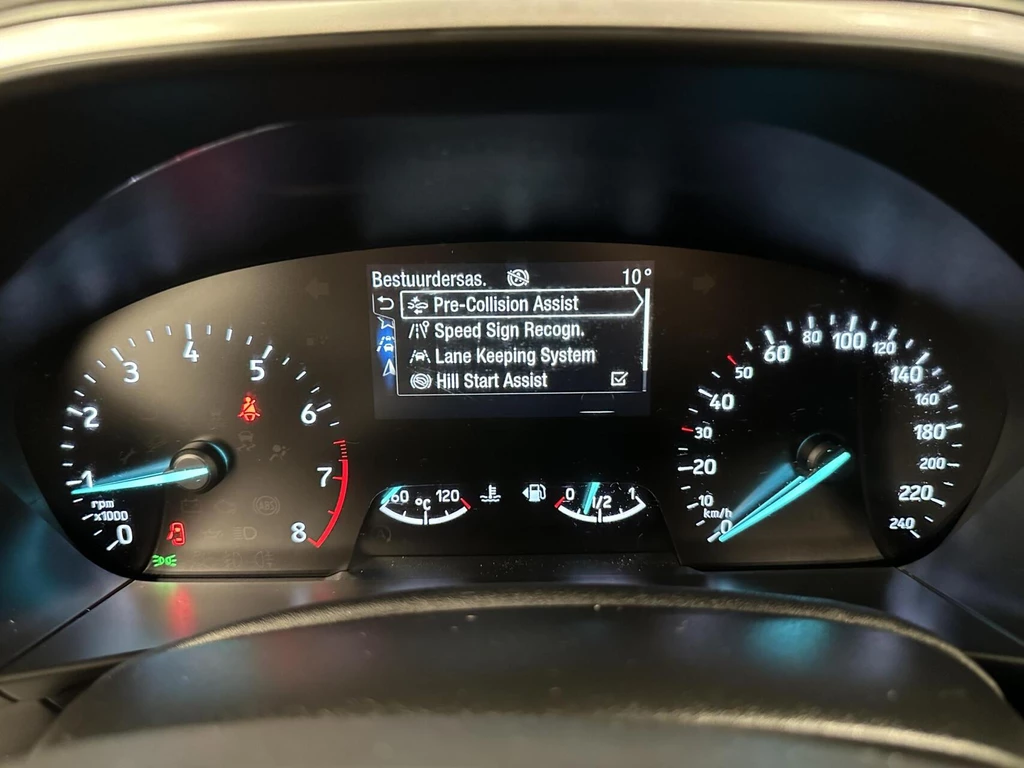 Bestuurdersas. 10°
Pre-Collision Assist
Speed Sign Recogn.
Lane Keeping System
Hill Start Assist
0
1
2
3
4
5
6
7
8
rpm
x1000
60 °C 120
0 1/2 1
0
10
20
30
40
50
60
80
100
120
140
160
180
200
220
240
km/h